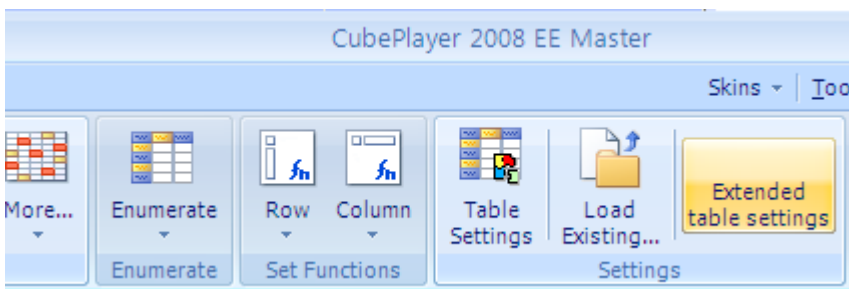 CubePlayer 2008 EE Master
Skins
More...
Enumerate
Row
Column
Table
Settings
Load
Existing...
Extended
table settings
Enumerate
Set Functions
Settings